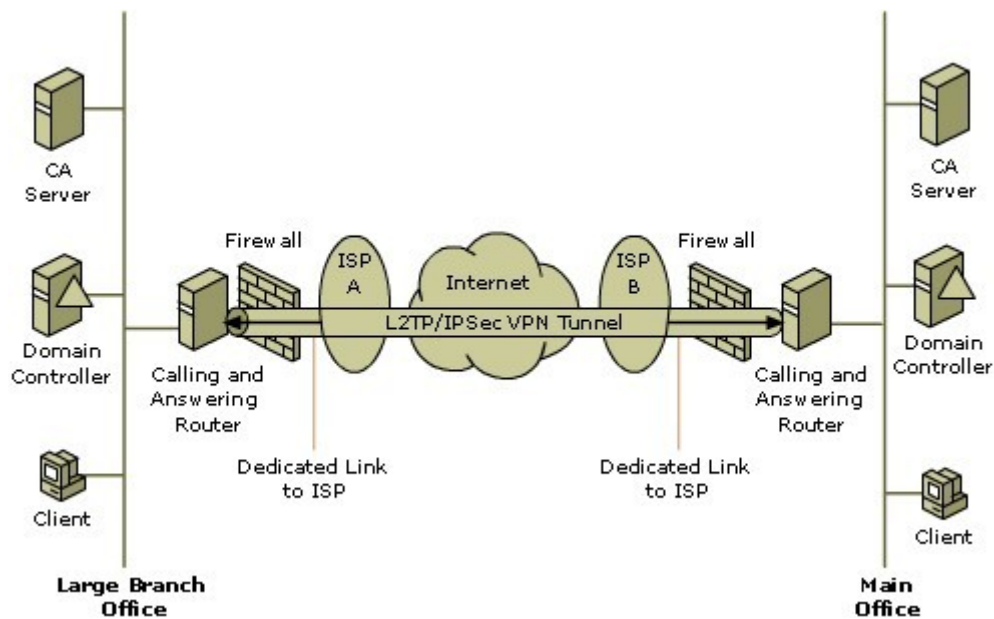 CA
Server
Domain
Controller
Client
Large Branch
Office
Firewall
Calling and
Answering
Router
ISP
A
Dedicated Link
to ISP
Internet
L2TP/IPSec VPN Tunnel
ISP
B
Dedicated Link
to ISP
Firewall
Calling and
Answering
Router
CA
Server
Domain
Controller
Client
Main
Office